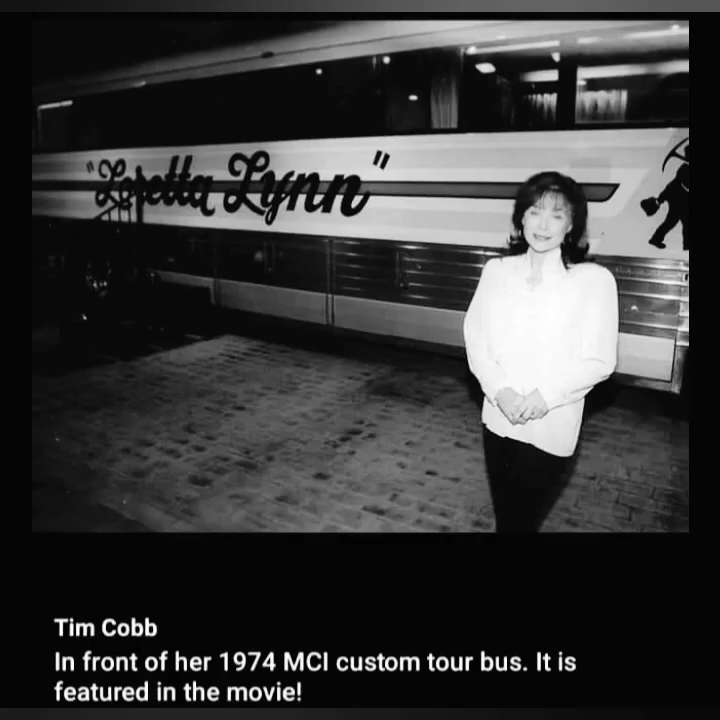 "Loretta Lynn"
Tim Cobb
In front of her 1974 MCI custom tour bus. It is
featured in the movie!